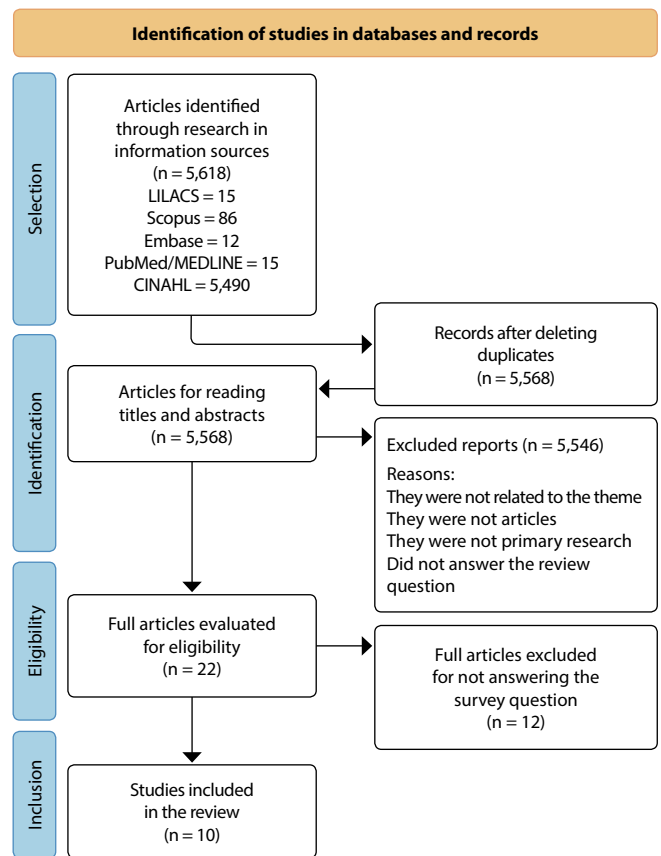 Identification of studies in databases and records
Selection
Articles identified
through research in
information sources
(n = 5,618)
LILACS = 15
Scopus = 86
Embase = 12
PubMed/MEDLINE = 15
CINAHL = 5,490
Records after deleting
duplicates
(n = 5,568)
Identification
Articles for reading
titles and abstracts
(n = 5,568)
Excluded reports (n = 5,546)
Reasons:
They were not related to the theme
They were not articles
They were not primary research
Did not answer the review
question
Eligibility
Full articles evaluated
for eligibility
(n = 22)
Full articles excluded
for not answering the
survey question
(n = 12)
Inclusion
Studies included
in the review
(n = 10)